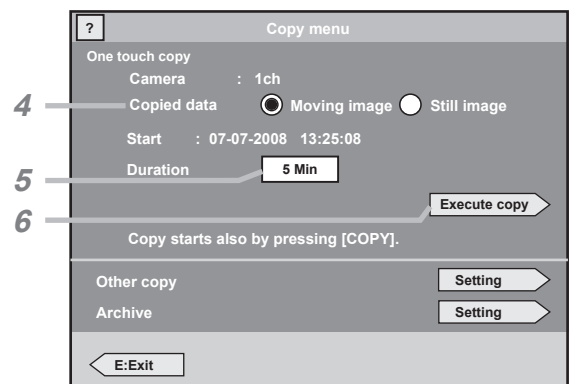 ? Copy menu
One touch copy
Camera : 1ch
4 Copied data Moving image Still image
Start : 07-07-2008 13:25:08
5 Duration 5 Min
6 Execute copy
Copy starts also by pressing [COPY].
Other copy Setting
Archive Setting
E:Exit